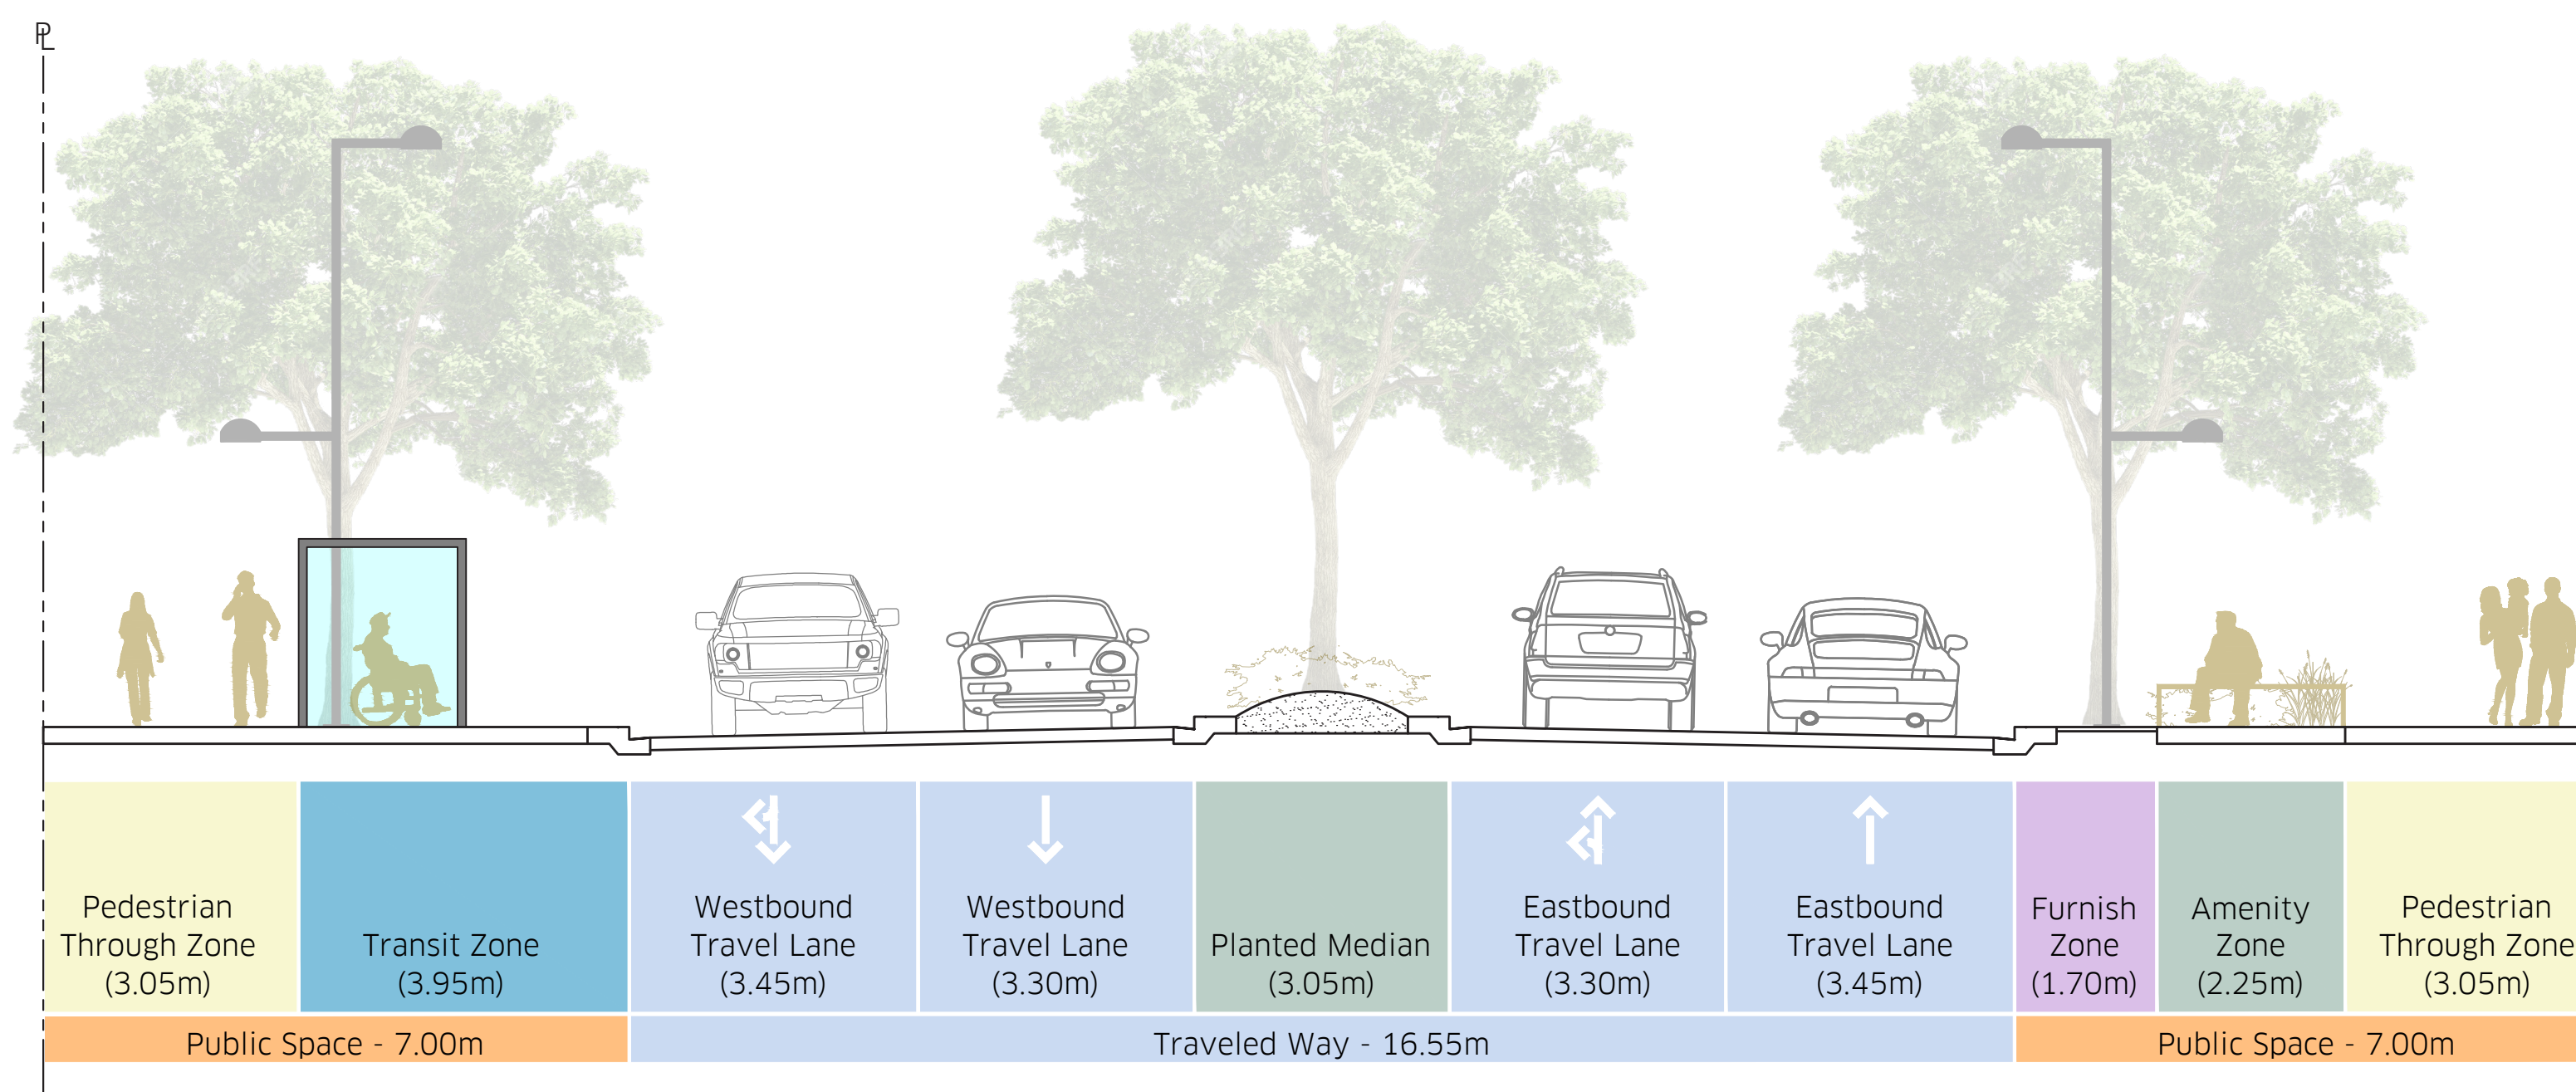 PL
Pedestrian
Through Zone
(3.05m)
Transit Zone
(3.95m)
Westbound
Travel Lane
(3.45m)
Westbound
Travel Lane
(3.30m)
Planted Median
(3.05m)
Eastbound
Travel Lane
(3.30m)
Eastbound
Travel Lane
(3.45m)
Furnish
Zone
(1.70m)
Amenity
Zone
(2.25m)
Pedestrian
Through Zone
(3.05m)
Public Space - 7.00m
Traveled Way - 16.55m
Public Space - 7.00m